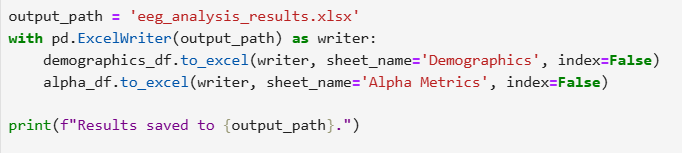 output_path = 'eeg_analysis_results.xlsx'
with pd.ExcelWriter(output_path) as writer:
    demographics_df.to_excel(writer, sheet_name='Demographics', index=False)
    alpha_df.to_excel(writer, sheet_name='Alpha Metrics', index=False)

print(f"Results saved to {output_path}.")